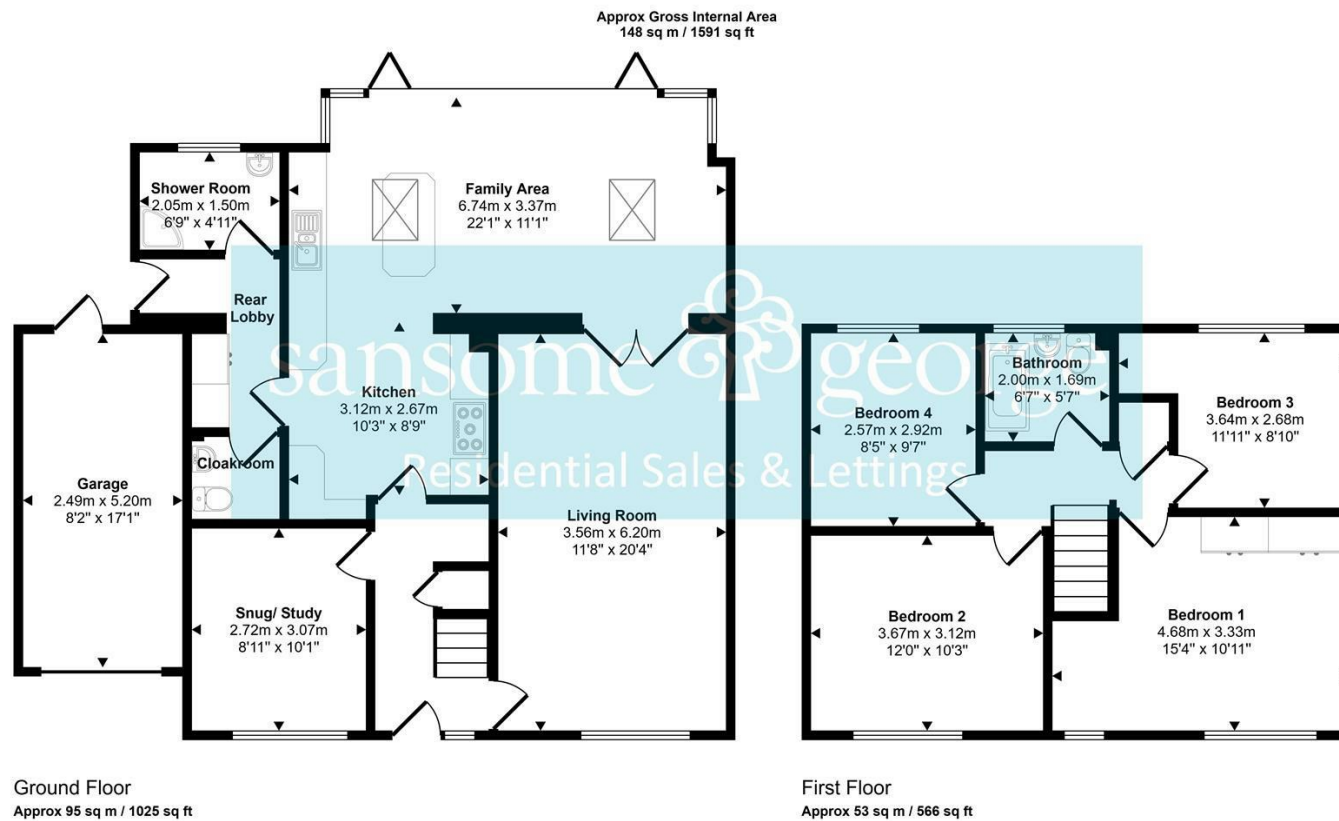 Approx Gross Internal Area
148 sq m / 1591 sq ft
Shower Room
2.05m x 1.50m
6'9" x 4'11"
Family Area
6.74m x 3.37m
22'1" x 11'1"
Rear
Lobby
sansome george
Residential Sales & Lettings
Kitchen
3.12m x 2.67m
10'3" x 8'9"
Cloakroom
Garage
2.49m x 5.20m
8'2" x 17'1"
Living Room
3.56m x 6.20m
11'8" x 20'4"
Snug/ Study
2.72m x 3.07m
8'11" x 10'1"
Bathroom
2.00m x 1.69m
6'7" x 5'7"
Bedroom 4
2.57m x 2.92m
8'5" x 9'7"
Bedroom 3
3.64m x 2.68m
11'11" x 8'10"
Bedroom 2
3.67m x 3.12m
12'0" x 10'3"
Bedroom 1
4.68m x 3.33m
15'4" x 10'11"
Ground Floor
Approx 95 sq m / 1025 sq ft
First Floor
Approx 53 sq m / 566 sq ft